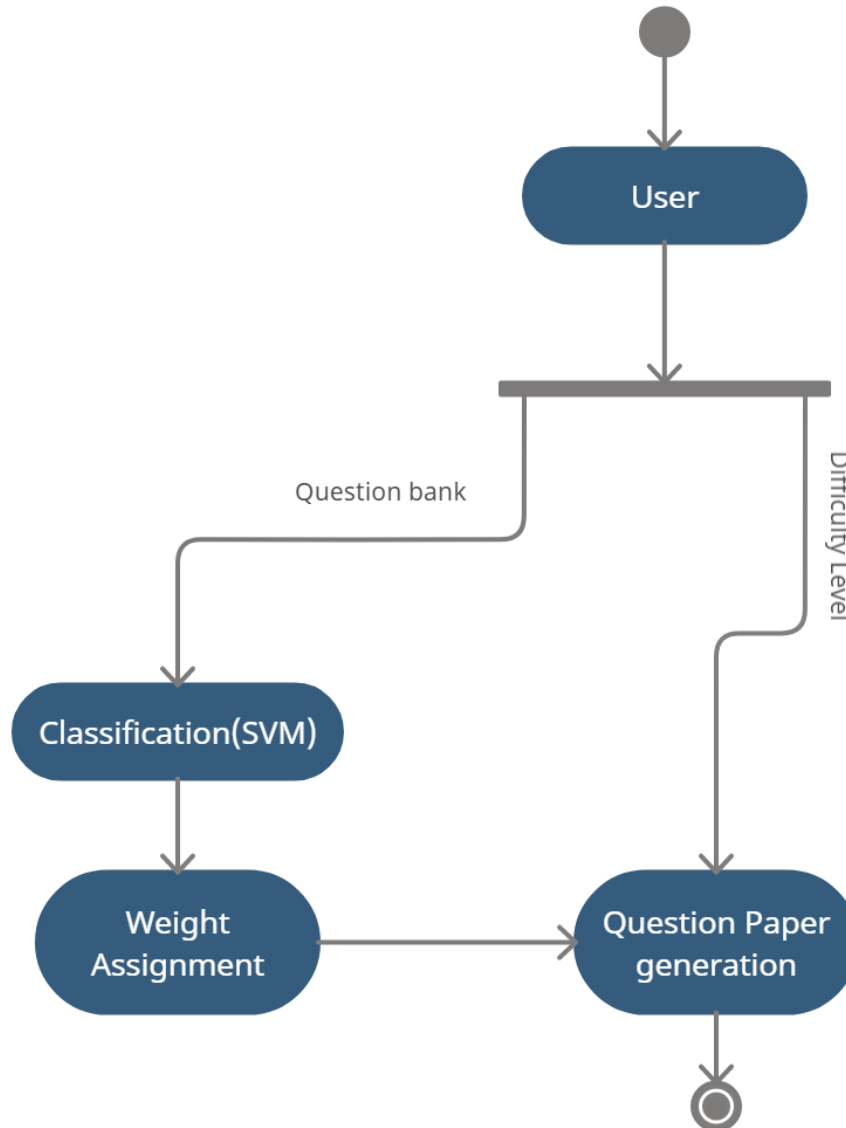 User
Question bank
Difficulty Level
Classification(SVM)
Weight
Assignment
Question Paper
generation